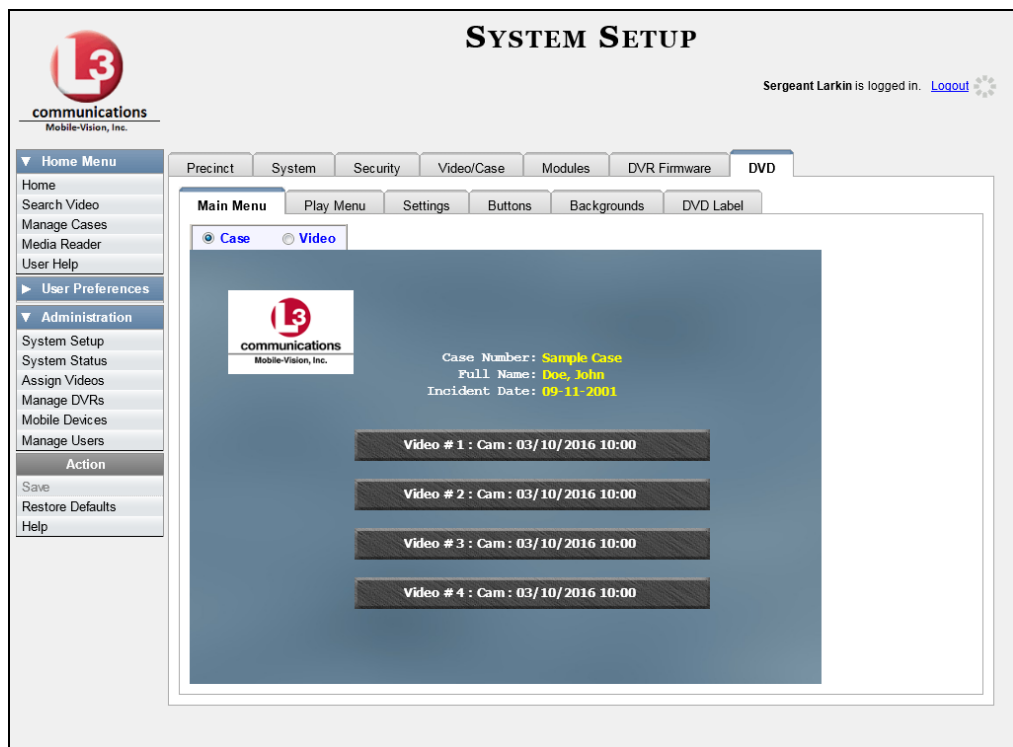 SYSTEM SETUP
L3
communications
Mobile-Vision, Inc.
Sergeant Larkin is logged in. Logout
▼ Home Menu
Home
Search Video
Manage Cases
Media Reader
User Help
▶ User Preferences
▼ Administration
System Setup
System Status
Assign Videos
Manage DVRs
Mobile Devices
Manage Users
Action
Save
Restore Defaults
Help
Precinct System Security Video/Case Modules DVR Firmware DVD
Main Menu Play Menu Settings Buttons Backgrounds DVD Label
Case Video
L3
communications
Mobile-Vision, Inc.
Case Number: Sample Case
Full Name: Doe, John
Incident Date: 09-11-2001
Video # 1 : Cam : 03/10/2016 10:00
Video # 2 : Cam : 03/10/2016 10:00
Video # 3 : Cam : 03/10/2016 10:00
Video # 4 : Cam : 03/10/2016 10:00